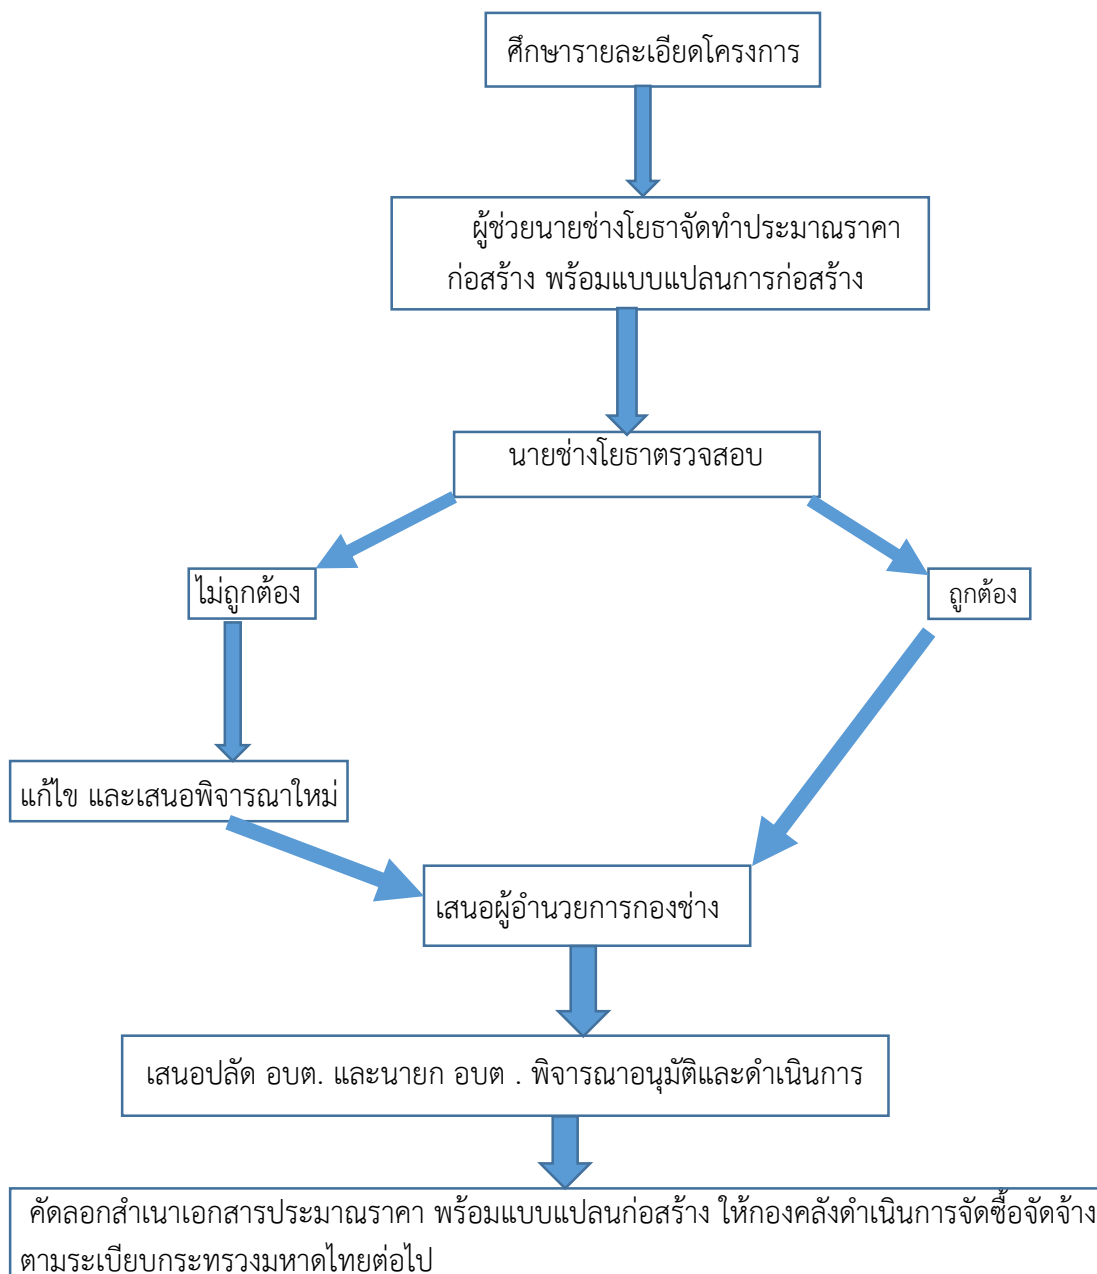 ศึกษารายละเอียดโครงการ
ผู้ช่วยนายช่างโยธาจัดทำประมาณราคา
ก่อสร้าง พร้อมแบบแปลนการก่อสร้าง
นายช่างโยธาตรวจสอบ
ไม่ถูกต้อง
ถูกต้อง
แก้ไข และเสนอพิจารณาใหม่
เสนอผู้อำนวยการกองช่าง
เสนอปลัด อบต. และนายก อบต . พิจารณาอนุมัติและดำเนินการ
คัดลอกสำเนาเอกสารประมาณราคา พร้อมแบบแปลนก่อสร้าง ให้กองคลังดำเนินการจัดซื้อจัดจ้าง
ตามระเบียบกระทรวงมหาดไทยต่อไป